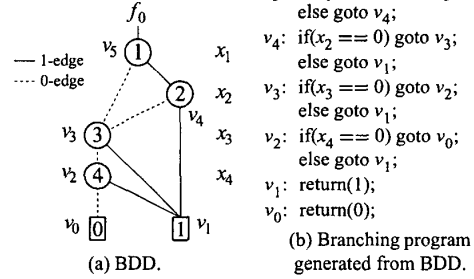 f₀
v₅ 1 x₁
1-edge
0-edge
2 x₂
v₄
v₃ 3 x₃
v₂ 4 x₄
v₀ 0 1 v₁
(a) BDD.
else goto v₄;
v₄: if(x₂ == 0) goto v₃;
else goto v₁;
v₃: if(x₃ == 0) goto v₂;
else goto v₁;
v₂: if(x₄ == 0) goto v₀;
else goto v₁;
v₁: return(1);
v₀: return(0);
(b) Branching program
generated from BDD.